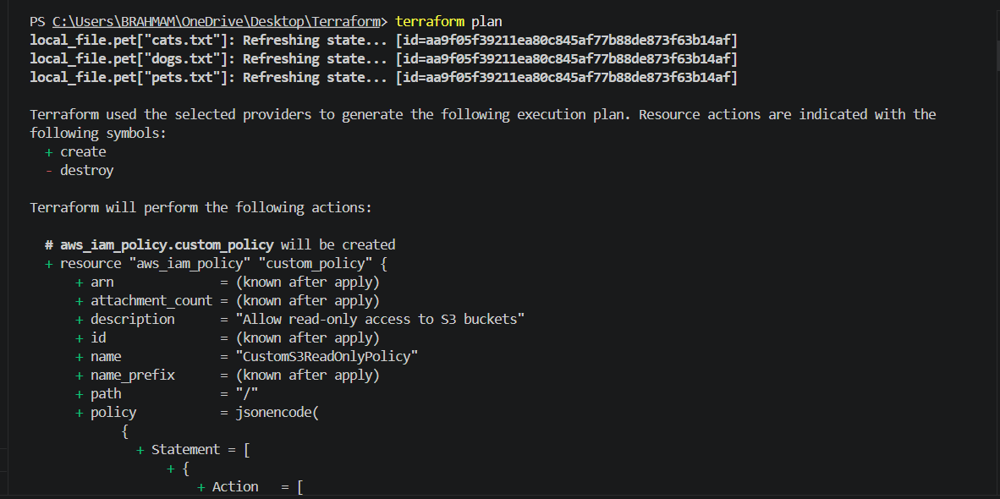 PS C:\Users\BRAHMAM\OneDrive\Desktop\Terraform> terraform plan
local_file.pet["cats.txt"]: Refreshing state... [id=aa9f05f39211ea80c845af77b88de873f63b14af]
local_file.pet["dogs.txt"]: Refreshing state... [id=aa9f05f39211ea80c845af77b88de873f63b14af]
local_file.pet["pets.txt"]: Refreshing state... [id=aa9f05f39211ea80c845af77b88de873f63b14af]

Terraform used the selected providers to generate the following execution plan. Resource actions are indicated with the
following symbols:
  + create
  - destroy

Terraform will perform the following actions:

  # aws_iam_policy.custom_policy will be created
  + resource "aws_iam_policy" "custom_policy" {
      + arn              = (known after apply)
      + attachment_count = (known after apply)
      + description      = "Allow read-only access to S3 buckets"
      + id               = (known after apply)
      + name             = "CustomS3ReadOnlyPolicy"
      + name_prefix      = (known after apply)
      + path             = "/"
      + policy           = jsonencode(
            {
              + Statement = [
                  + {
                      + Action   = [